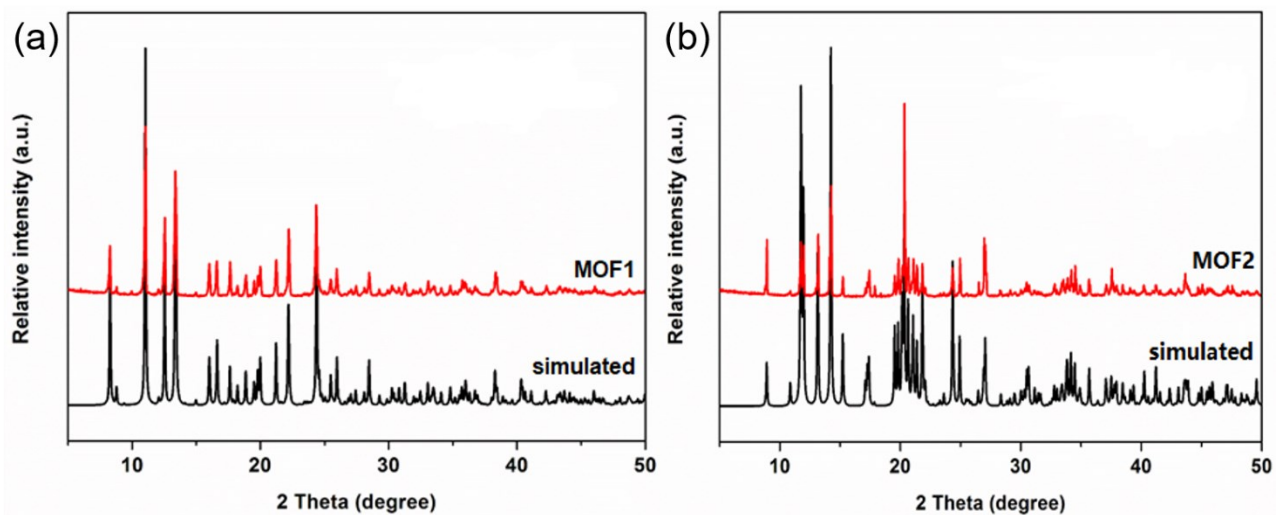 (a)
Relative intensity (a.u.)
MOF1
simulated
10 20 30 40 50
2 Theta (degree)
(b)
Relative intensity (a.u.)
MOF2
simulated
10 20 30 40 50
2 Theta (degree)